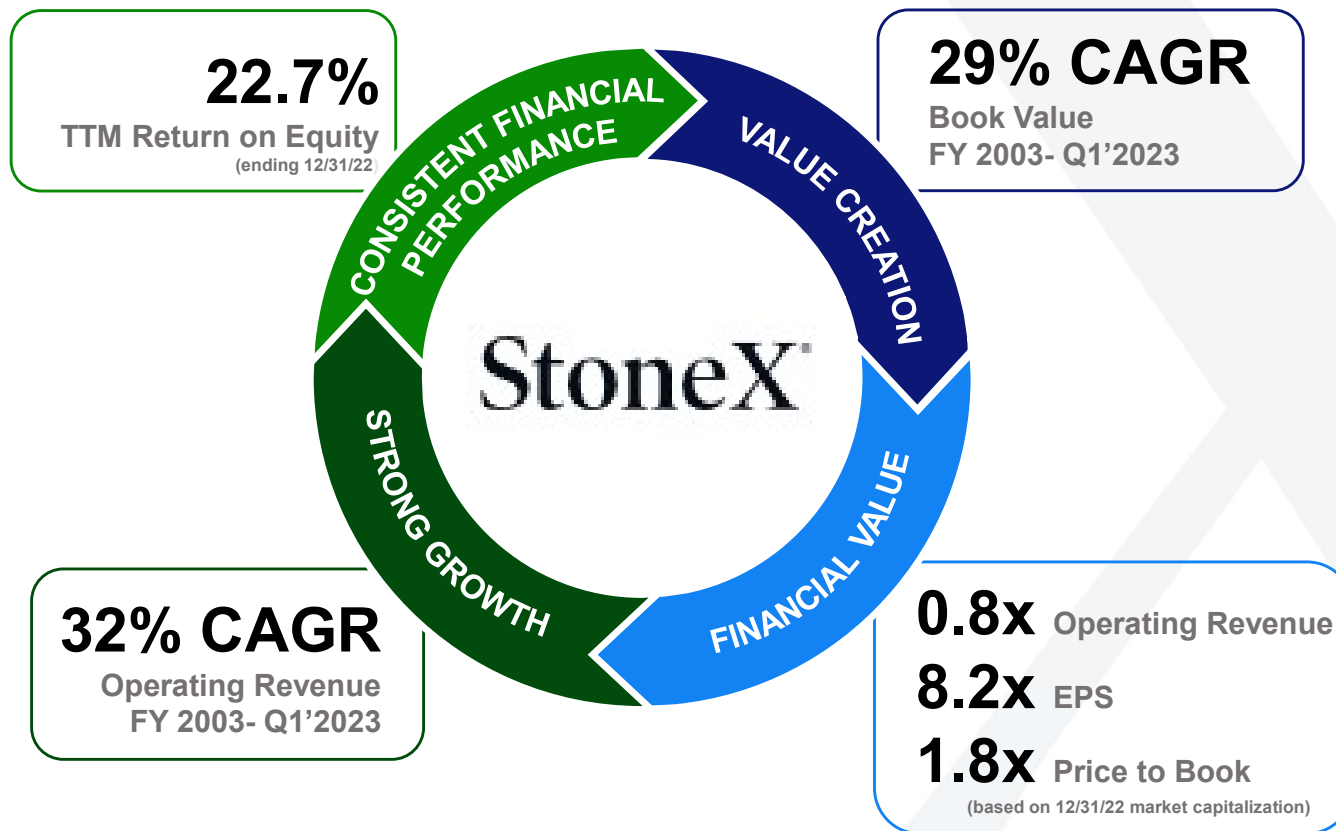 22.7%
TTM Return on Equity
(ending 12/31/22)
CONSISTENT FINANCIAL
PERFORMANCE
VALUE CREATION
29% CAGR
Book Value
FY 2003- Q1'2023
StoneX®
STRONG GROWTH
FINANCIAL VALUE
32% CAGR
Operating Revenue
FY 2003- Q1'2023
0.8x Operating Revenue
8.2x EPS
1.8x Price to Book
(based on 12/31/22 market capitalization)